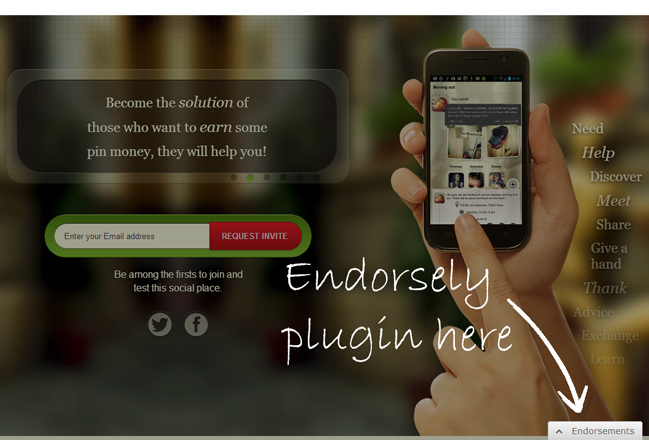 Become the solution of
those who want to earn some
pin money, they will help you!
Enter your Email address
REQUEST INVITE
Be among the firsts to join and
test this social place.
Moving out
Need
Help
Discover
Meet
Share
Give a
hand
Thank
Advice
Exchange
Learn
Endorsely
plugin here
Endorsements